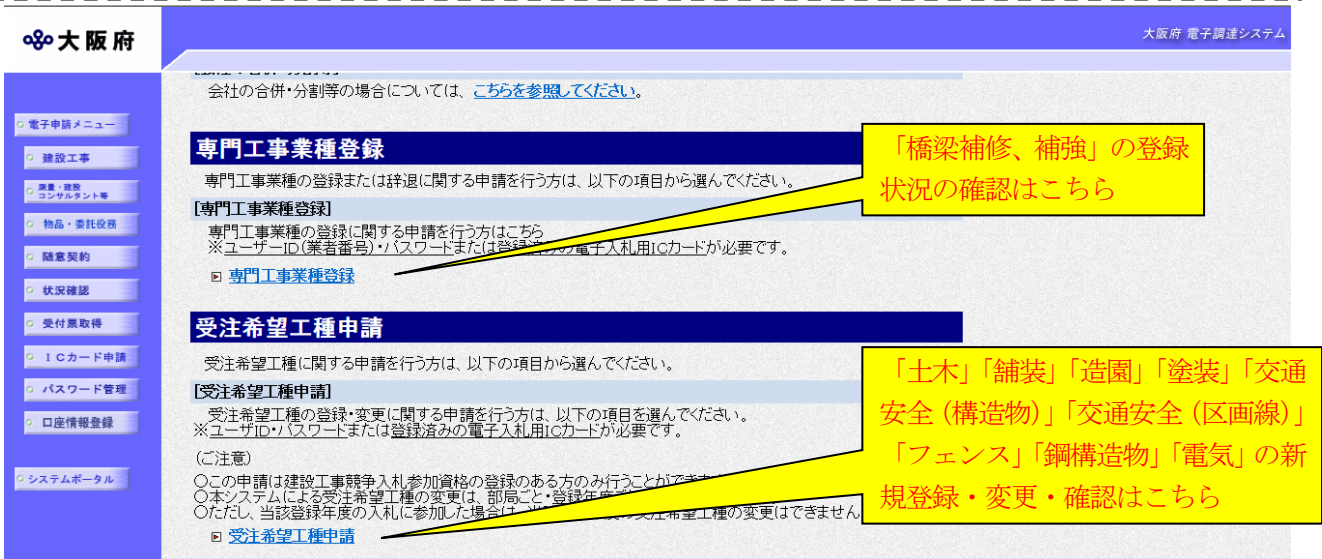 大阪府
大阪府 電子調達システム
会社の合併・分割等の場合については、こちらを参照してください。
電子申請メニュー
建設工事
測量・建設
コンサルタント等
物品・委託役務
随意契約
状況確認
受付票取得
ICカード申請
パスワード管理
口座情報登録
システムポータル
専門工事業種登録
専門工事業種の登録または辞退に関する申請を行う方は、以下の項目から選んでください。
[専門工事業種登録]
専門工事業種の登録に関する申請を行う方はこちら
※ユーザーID(業者番号)・パスワードまたは登録済みの電子入札用ICカードが必要です。
専門工事業種登録
「橋梁補修、補強」の登録
状況の確認はこちら
受注希望工種申請
受注希望工種に関する申請を行う方は、以下の項目から選んでください。
[受注希望工種申請]
受注希望工種の登録・変更に関する申請を行う方は、以下の項目を選んでください。
※ユーザID・パスワードまたは登録済みの電子入札用ICカードが必要です。
(ご注意)
○この申請は建設工事競争入札参加資格の登録のある方のみ行うことができ
○本システムによる受注希望工種の変更は、部局ごと・登録年度
○ただし、当該登録年度の入札に参加した場合は、受注希望工種の変更はできません
受注希望工種申請
「土木」「舗装」「造園」「塗装」「交通
安全（構造物）」「交通安全（区画線）」
「フェンス」「鋼構造物」「電気」の新
規登録・変更・確認はこちら